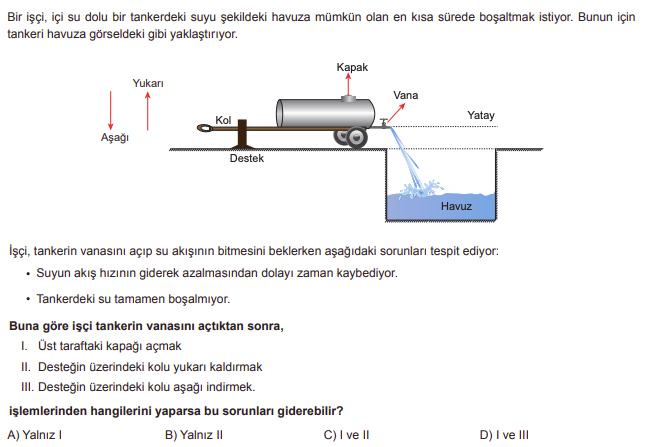 Bir işçi, içi su dolu bir tankerdeki suyu şekildeki havuza mümkün olan en kısa sürede boşaltmak istiyor. Bunun için
tankeri havuza görseldeki gibi yaklaştırıyor.
Kapak
Yukarı
Vana
Kol
Yatay
Aşağı
Destek
Havuz
İşçi, tankerin vanasını açıp su akışının bitmesini beklerken aşağıdaki sorunları tespit ediyor:
• Suyun akış hızının giderek azalmasından dolayı zaman kaybediyor.
• Tankerdeki su tamamen boşalmıyor.
Buna göre işçi tankerin vanasını açtıktan sonra,
I. Üst taraftaki kapağı açmak
II. Desteğin üzerindeki kolu yukarı kaldırmak
III. Desteğin üzerindeki kolu aşağı indirmek.
işlemlerinden hangilerini yaparsa bu sorunları giderebilir?
A) Yalnız I B) Yalnız II C) I ve II D) I ve III